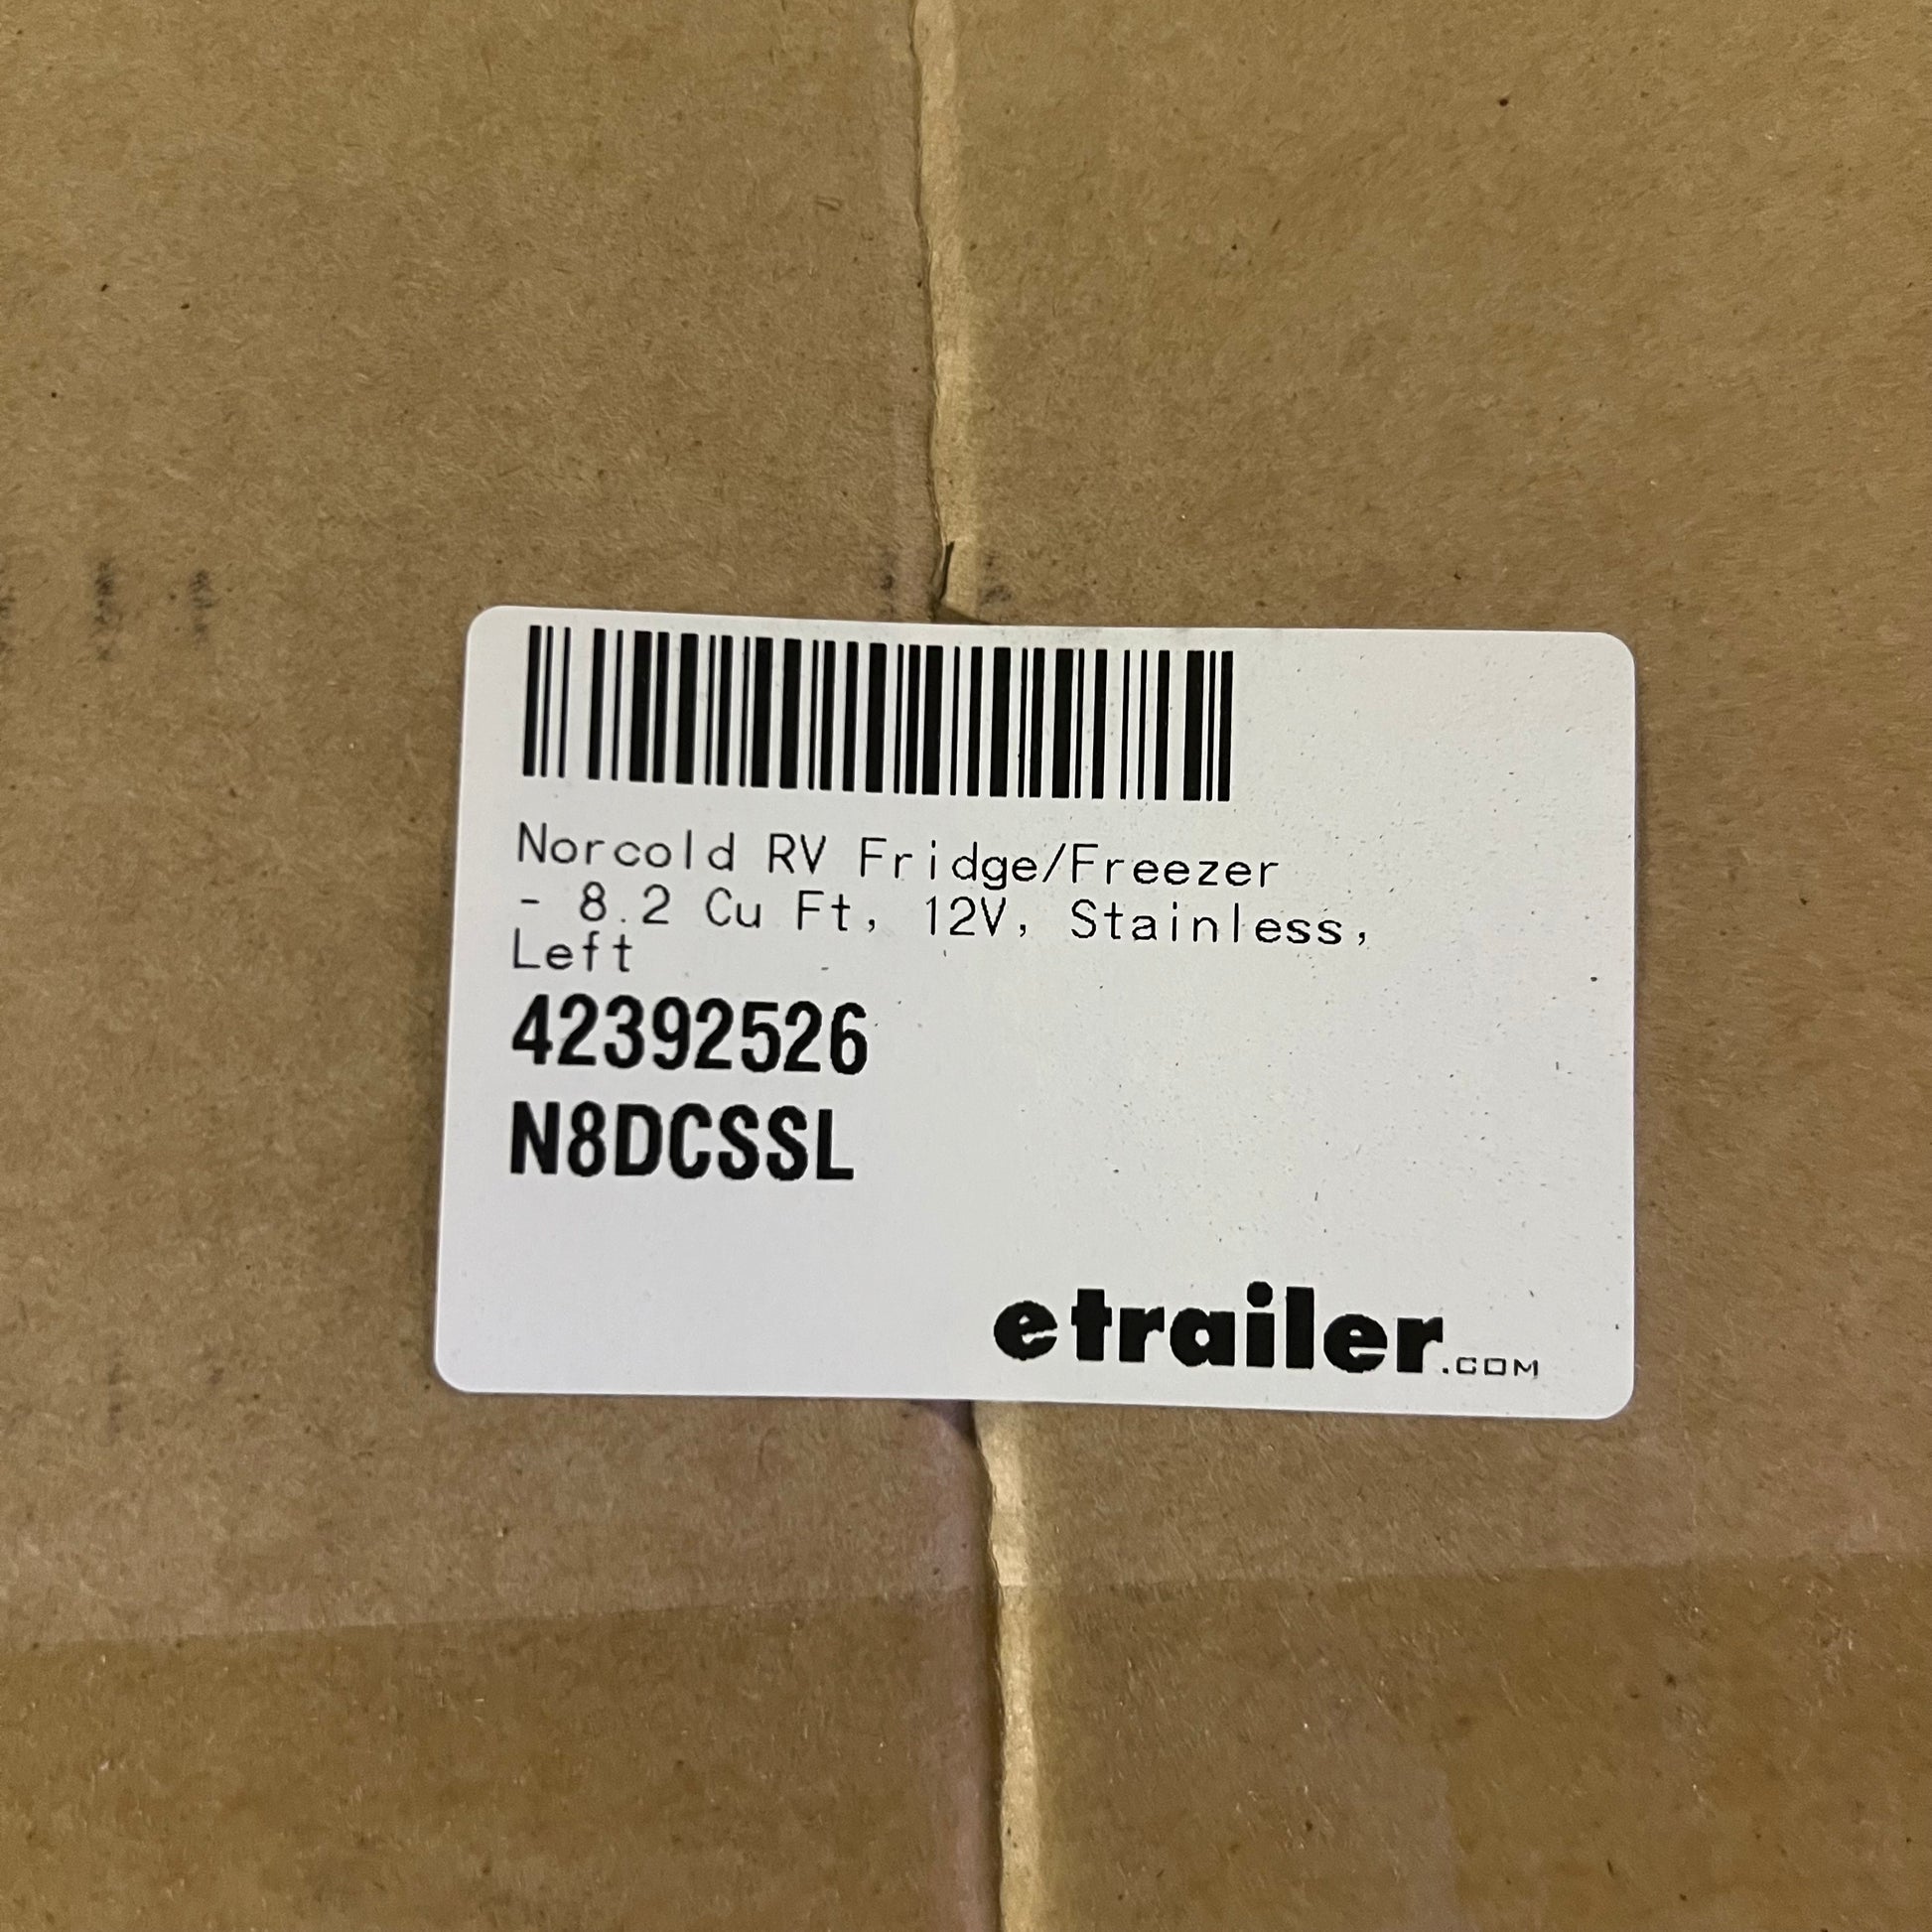 Norcold RV Fridge/Freezer
- 8.2 Cu Ft, 12V, Stainless,
Left
42392526
N8DCSSL
etrailer.com